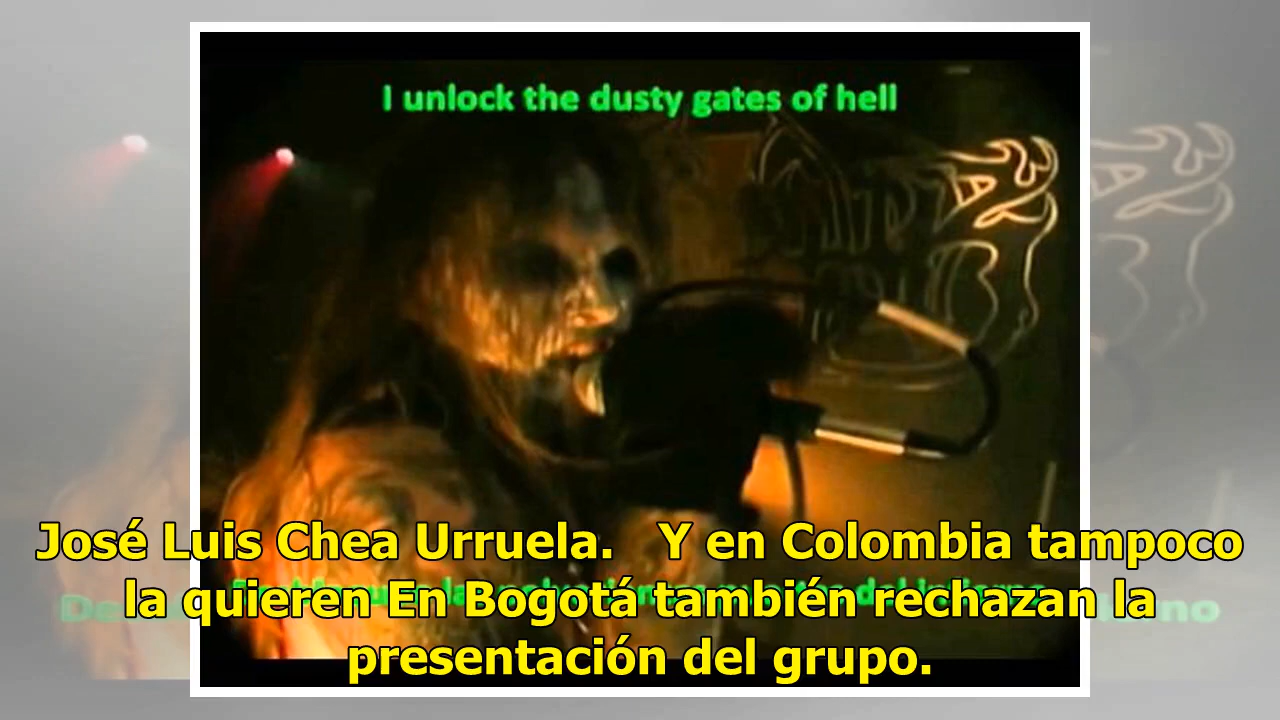 I unlock the dusty gates of hell
José Luis Chea Urruela.   Y en Colombia tampoco
la quieren En Bogotá también rechazan la
presentación del grupo.